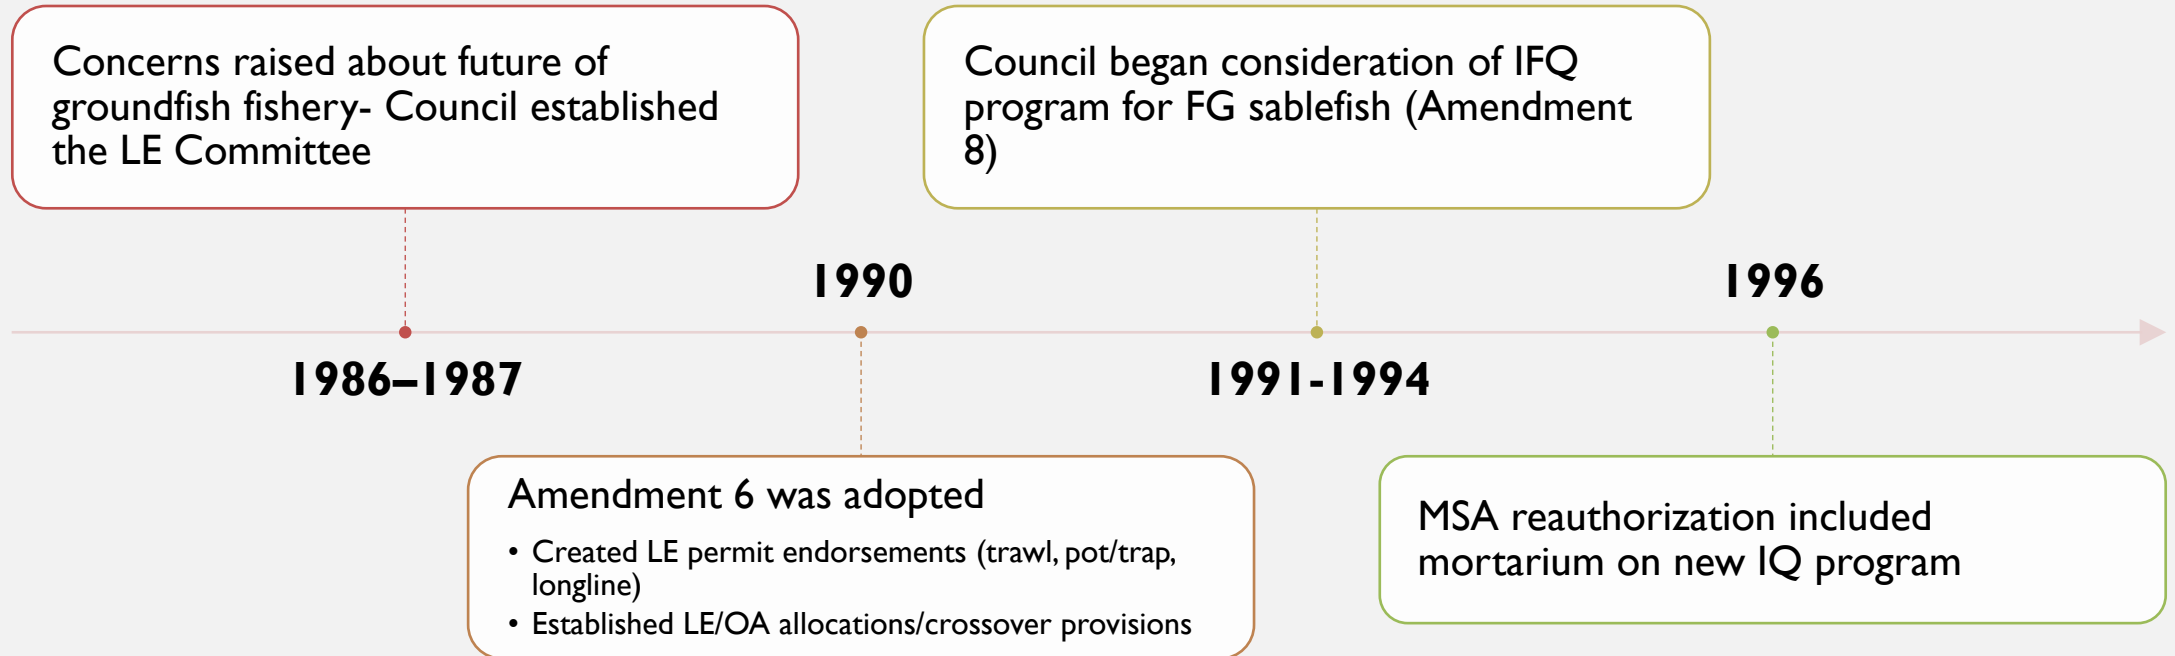 Concerns raised about future of
groundfish fishery- Council established
the LE Committee
1986–1987
1990
Amendment 6 was adopted
• Created LE permit endorsements (trawl, pot/trap,
longline)
• Established LE/OA allocations/crossover provisions
Council began consideration of IFQ
program for FG sablefish (Amendment
8)
1991-1994
1996
MSA reauthorization included
mortarium on new IQ program